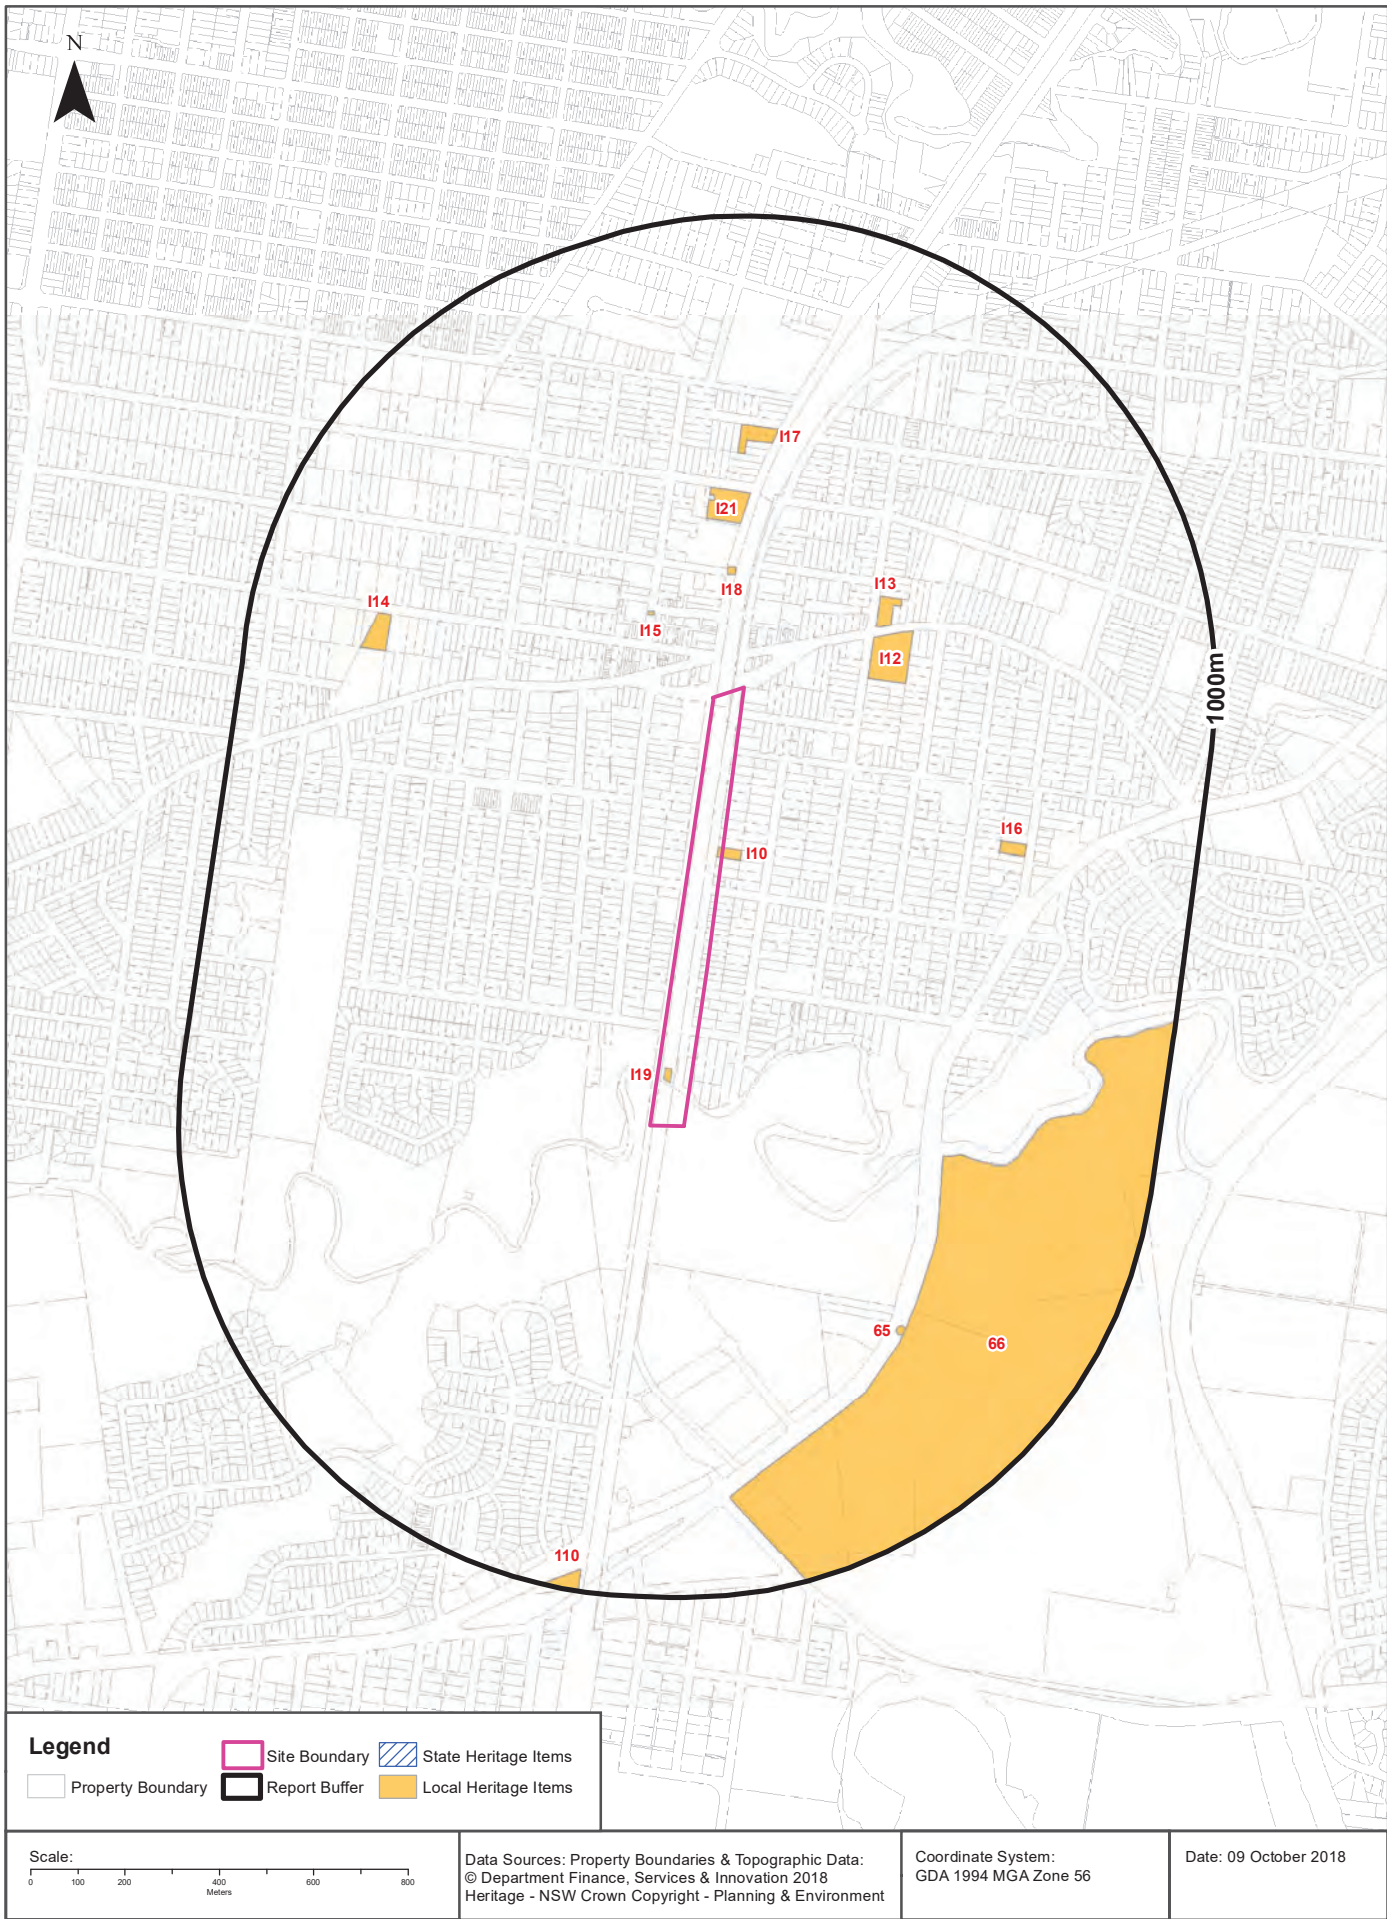 N
I17
I21
I18
I13
I14
I15
I12
1000m
I16
I10
I19
65
66
110
Legend
Site Boundary
State Heritage Items
Property Boundary
Report Buffer
Local Heritage Items
Scale:
0 100 200 400 600 800
Meters
Data Sources: Property Boundaries & Topographic Data:
© Department Finance, Services & Innovation 2018
Heritage - NSW Crown Copyright - Planning & Environment
Coordinate System:
GDA 1994 MGA Zone 56
Date: 09 October 2018